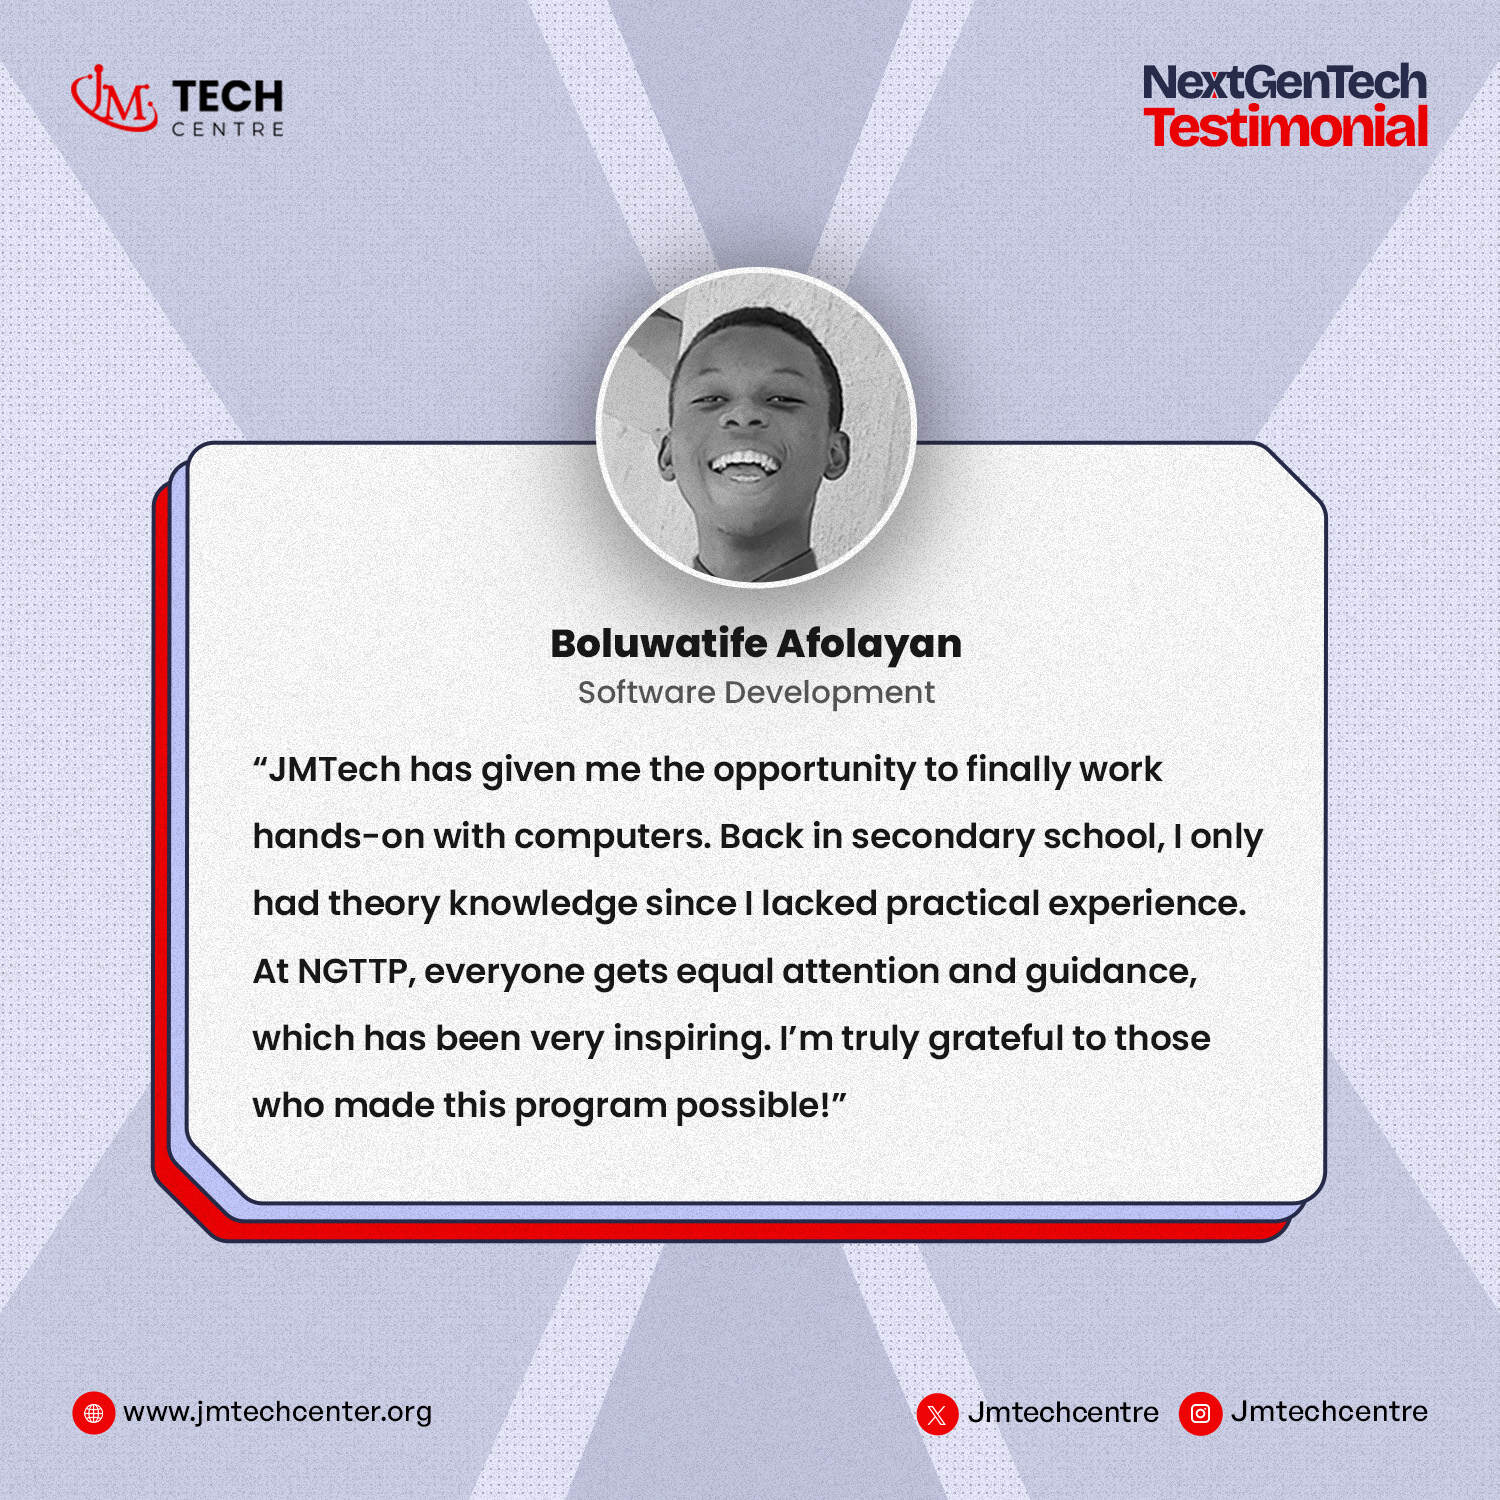 JM TECH
CENTRE
NextGenTech
Testimonial
Boluwatife Afolayan
Software Development
“JMTech has given me the opportunity to finally work
hands-on with computers. Back in secondary school, I only
had theory knowledge since I lacked practical experience.
At NGTTP, everyone gets equal attention and guidance,
which has been very inspiring. I’m truly grateful to those
who made this program possible!”
www.jmtechcenter.org
Jmtechcentre
Jmtechcentre